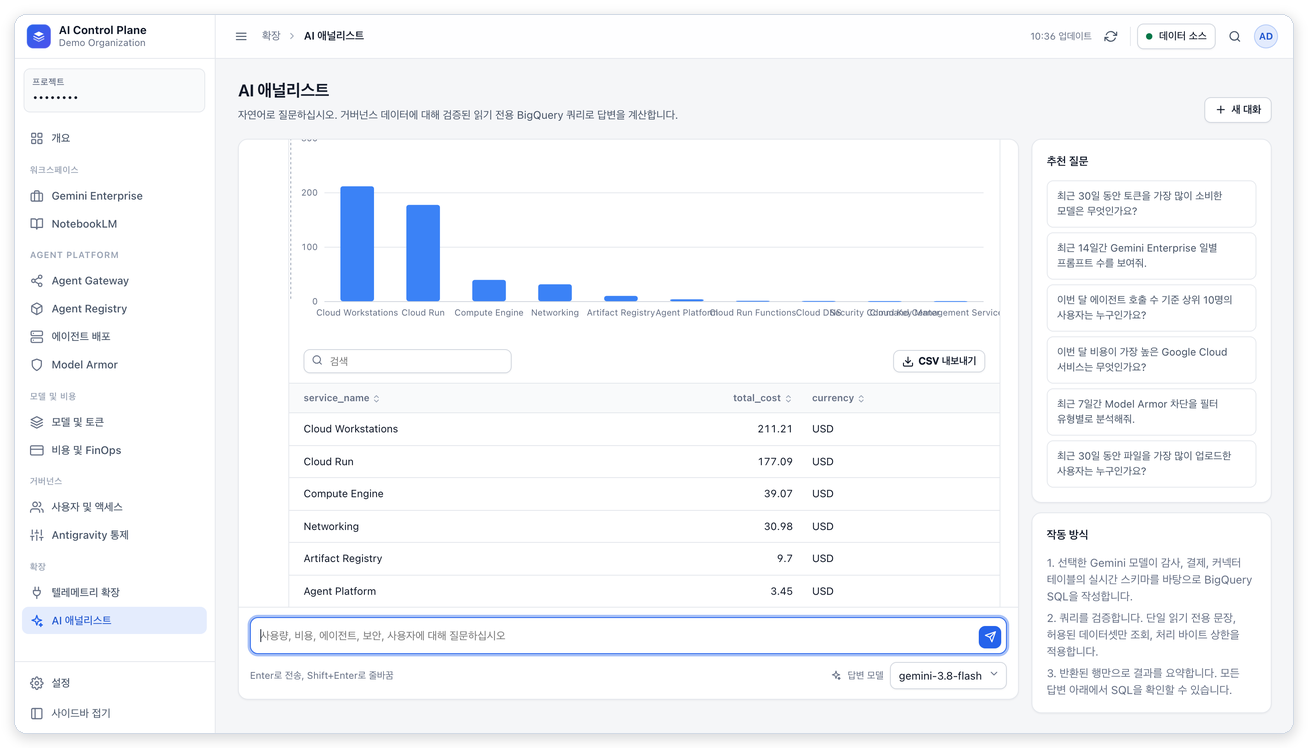 AI Control Plane
Demo Organization
프로젝트
••••••••
개요
워크스페이스
Gemini Enterprise
NotebookLM
AGENT PLATFORM
Agent Gateway
Agent Registry
에이전트 배포
Model Armor
모델 및 비용
모델 및 토큰
비용 및 FinOps
거버넌스
사용자 및 액세스
Antigravity 통제
확장
텔레메트리 확장
AI 애널리스트
설정
사이드바 접기
확장 > AI 애널리스트
10:36 업데이트
데이터 소스
AD
AI 애널리스트
자연어로 질문하십시오. 거버넌스 데이터에 대해 검증된 읽기 전용 BigQuery 쿼리로 답변을 계산합니다.
+ 새 대화
300
200
100
0
Cloud Workstations
Cloud Run
Compute Engine
Networking
Artifact Registry
Agent Platform
Cloud Run Functions
Cloud DNS
Security Command Center
Cloud Key Management Service
검색
CSV 내보내기
service_name total_cost currency
Cloud Workstations 211.21 USD
Cloud Run 177.09 USD
Compute Engine 39.07 USD
Networking 30.98 USD
Artifact Registry 9.7 USD
Agent Platform 3.45 USD
사용량, 비용, 에이전트, 보안, 사용자에 대해 질문하십시오
Enter로 전송, Shift+Enter로 줄바꿈
답변 모델
gemini-3.8-flash
추천 질문
최근 30일 동안 토큰을 가장 많이 소비한
모델은 무엇인가요?
최근 14일간 Gemini Enterprise 일별
프롬프트 수를 보여줘.
이번 달 에이전트 호출 수 기준 상위 10명의
사용자는 누구인가요?
이번 달 비용이 가장 높은 Google Cloud
서비스는 무엇인가요?
최근 7일간 Model Armor 차단을 필터
유형별로 분석해줘.
최근 30일 동안 파일을 가장 많이 업로드한
사용자는 누구인가요?
작동 방식
1. 선택한 Gemini 모델이 감사, 결제, 커넥터
테이블의 실시간 스키마를 바탕으로 BigQuery
SQL을 작성합니다.
2. 쿼리를 검증합니다. 단일 읽기 전용 문장,
허용된 데이터셋만 조회, 처리 바이트 상한을
적용합니다.
3. 반환된 행만으로 결과를 요약합니다. 모든
답변 아래에서 SQL을 확인할 수 있습니다.